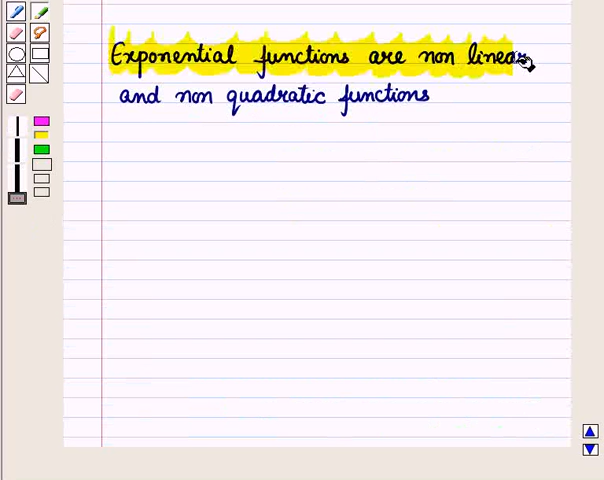 Exponential functions are non linear
and non quadratic functions